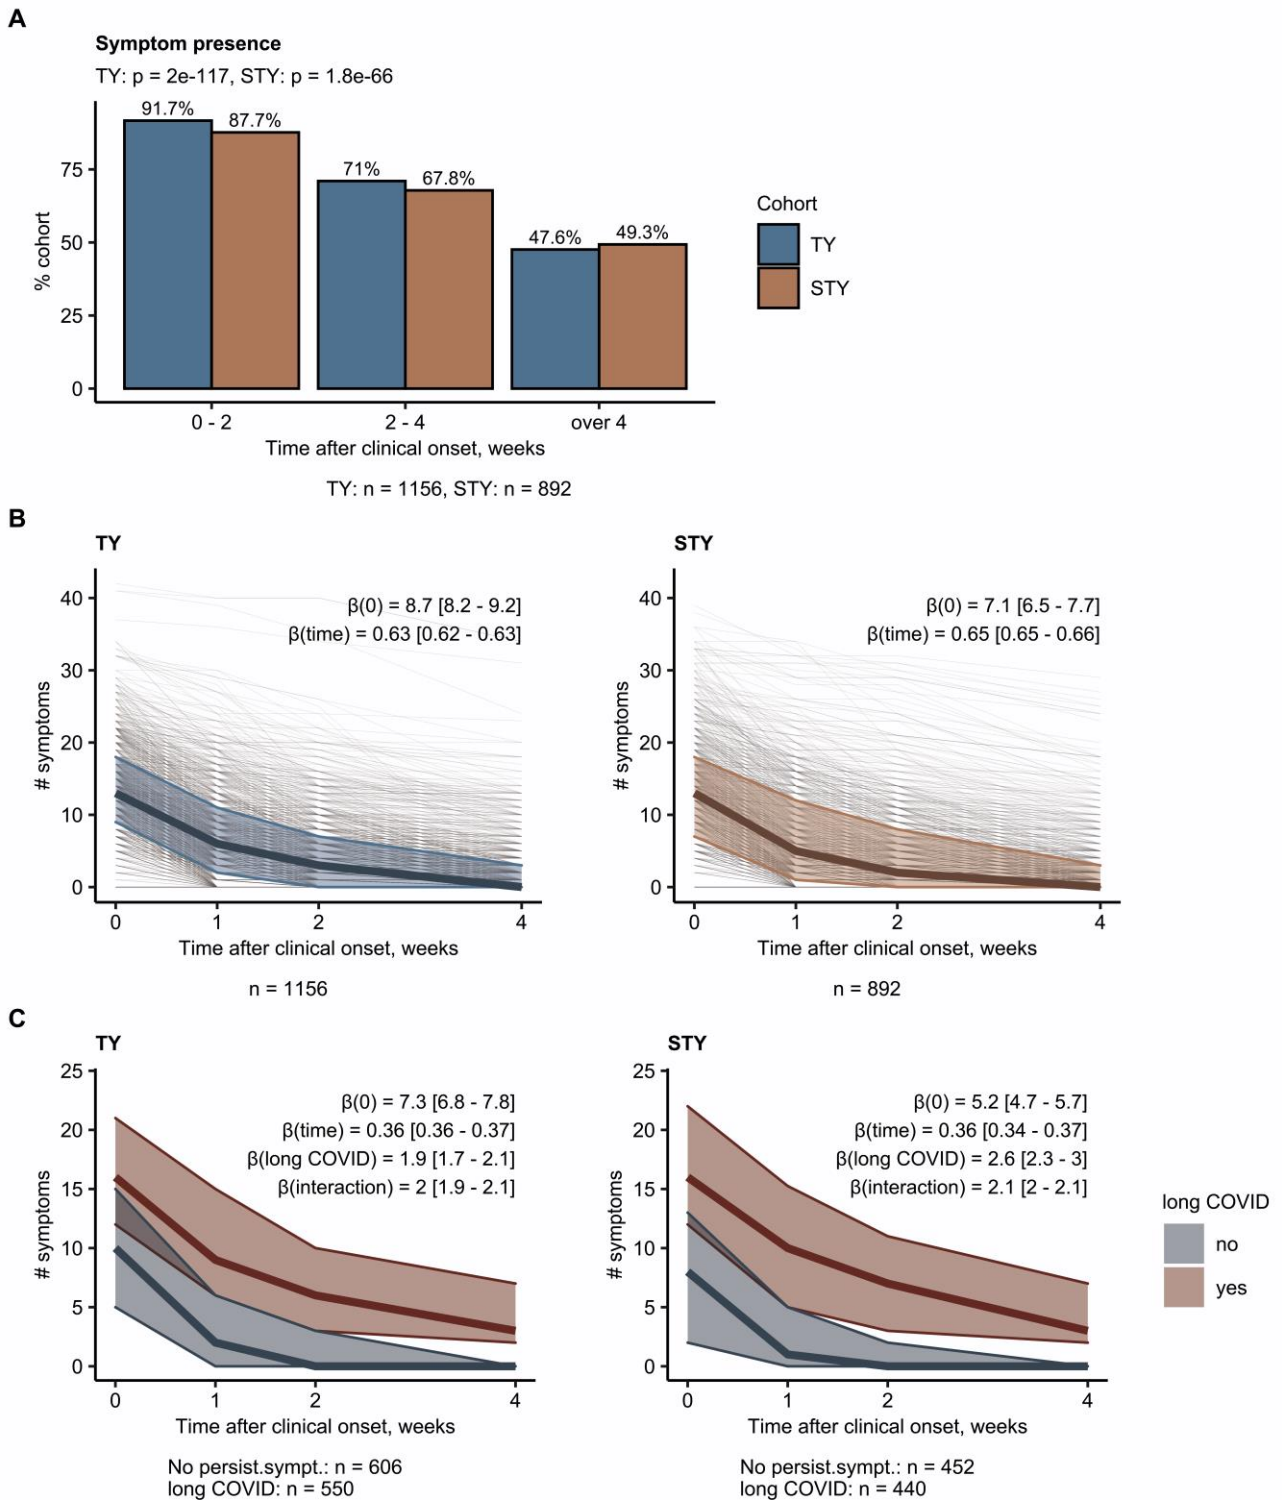 A
Symptom presence
TY: p = 2e-117, STY: p = 1.8e-66
91.7%
87.7%
71%
67.8%
47.6%
49.3%
75
50
25
0
% cohort
0 - 2
2 - 4
over 4
Time after clinical onset, weeks
TY: n = 1156, STY: n = 892
Cohort
TY
STY
B
TY
β(0) = 8.7 [8.2 - 9.2]
β(time) = 0.63 [0.62 - 0.63]
40
30
20
10
0
# symptoms
0
1
2
4
Time after clinical onset, weeks
n = 1156
STY
β(0) = 7.1 [6.5 - 7.7]
β(time) = 0.65 [0.65 - 0.66]
40
30
20
10
0
# symptoms
0
1
2
4
Time after clinical onset, weeks
n = 892
C
TY
β(0) = 7.3 [6.8 - 7.8]
β(time) = 0.36 [0.36 - 0.37]
β(long COVID) = 1.9 [1.7 - 2.1]
β(interaction) = 2 [1.9 - 2.1]
25
20
15
10
5
0
# symptoms
0
1
2
4
Time after clinical onset, weeks
No persist.sympt.: n = 606
long COVID: n = 550
STY
β(0) = 5.2 [4.7 - 5.7]
β(time) = 0.36 [0.34 - 0.37]
β(long COVID) = 2.6 [2.3 - 3]
β(interaction) = 2.1 [2 - 2.1]
25
20
15
10
5
0
# symptoms
0
1
2
4
Time after clinical onset, weeks
No persist.sympt.: n = 452
long COVID: n = 440
long COVID
no
yes